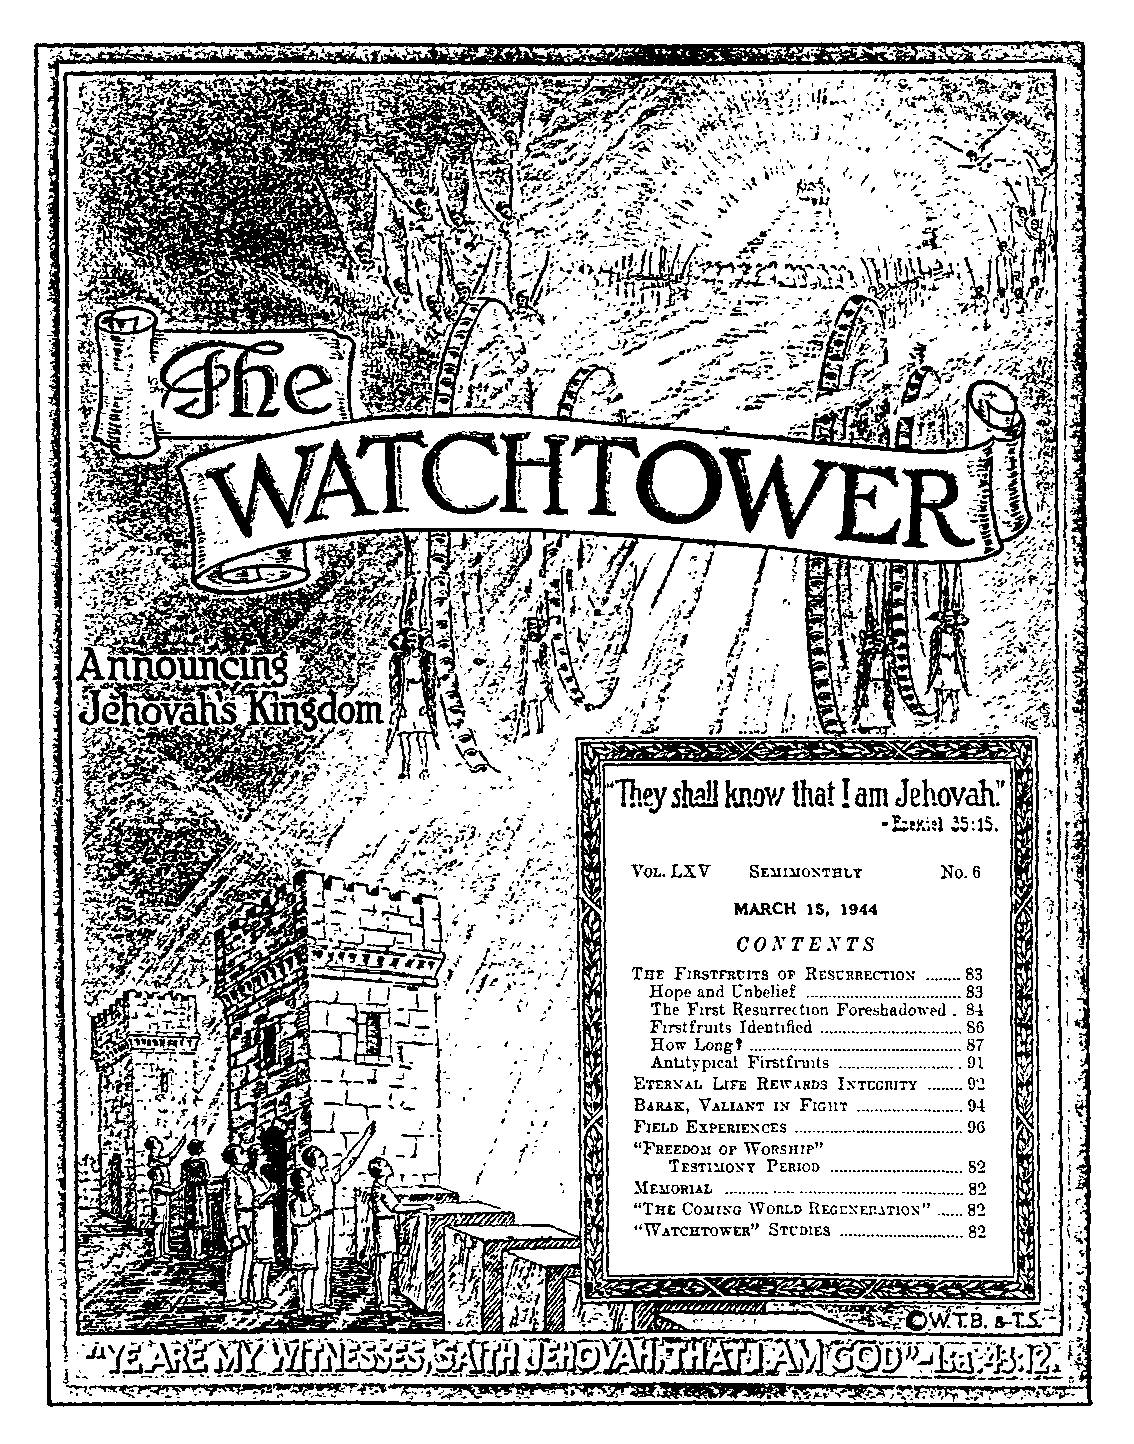 The
WATCHTOWER
Announcing
Jehovah's Kingdom
"They shall know that I am Jehovah."
-Ezekiel 35:15.
VOL. LXV SEMIMONTHLY No. 6
MARCH 15, 1944
CONTENTS
THE FIRSTFRUITS OF RESURRECTION ........ 83
Hope and Unbelief ................................ 83
The First Resurrection Foreshadowed . 84
Firstfruits Identified ............................. 86
How Long? ........................................... 87
Antitypical Firstfruits .......................... 91
ETERNAL LIFE REWARDS INTEGRITY ........ 92
BARAK, VALIANT IN FIGHT ...................... 94
FIELD EXPERIENCES .................................. 96
"FREEDOM OF WORSHIP"
TESTIMONY PERIOD ............................ 82
MEMORIAL ................................................ 82
"THE COMING WORLD REGENERATION" ...... 82
"WATCHTOWER" STUDIES .......................... 82
©W.T.B. & T.S.
"YE ARE MY WITNESSES, SAITH JEHOVAH, THAT I AM GOD"-Isa. 43:12.